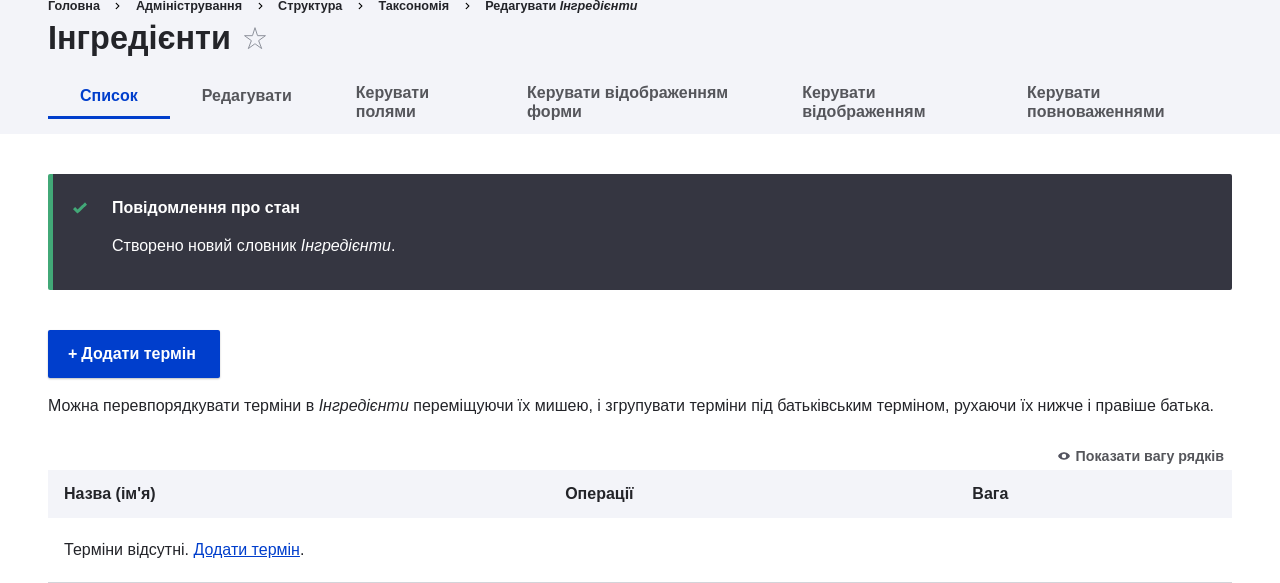 Головна > Адміністрування > Структура > Таксономія > Редагувати Інгредієнти
Інгредієнти ☆
Список Редагувати Керувати полями Керувати відображенням форми Керувати відображенням Керувати повноваженнями
Повідомлення про стан
Створено новий словник Інгредієнти.
+ Додати термін
Можна перевпорядкувати терміни в Інгредієнти переміщуючи їх мишею, і згрупувати терміни під батьківським терміном, рухаючи їх нижче і правіше батька.
Показати вагу рядків
Назва (ім'я) Операції Вага
Терміни відсутні. Додати термін.